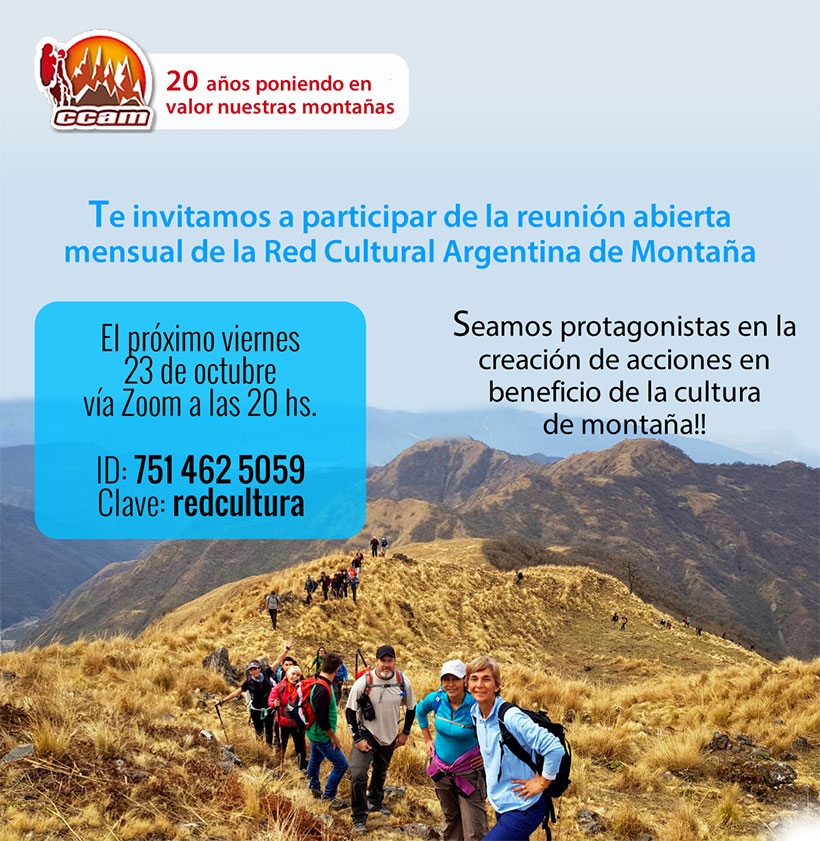 ccam
20 años poniendo en
valor nuestras montañas
Te invitamos a participar de la reunión abierta
mensual de la Red Cultural Argentina de Montaña
El próximo viernes
23 de octubre
vía Zoom a las 20 hs.
ID: 751 462 5059
Clave: redcultura
Seamos protagonistas en la
creación de acciones en
beneficio de la cultura
de montaña!!